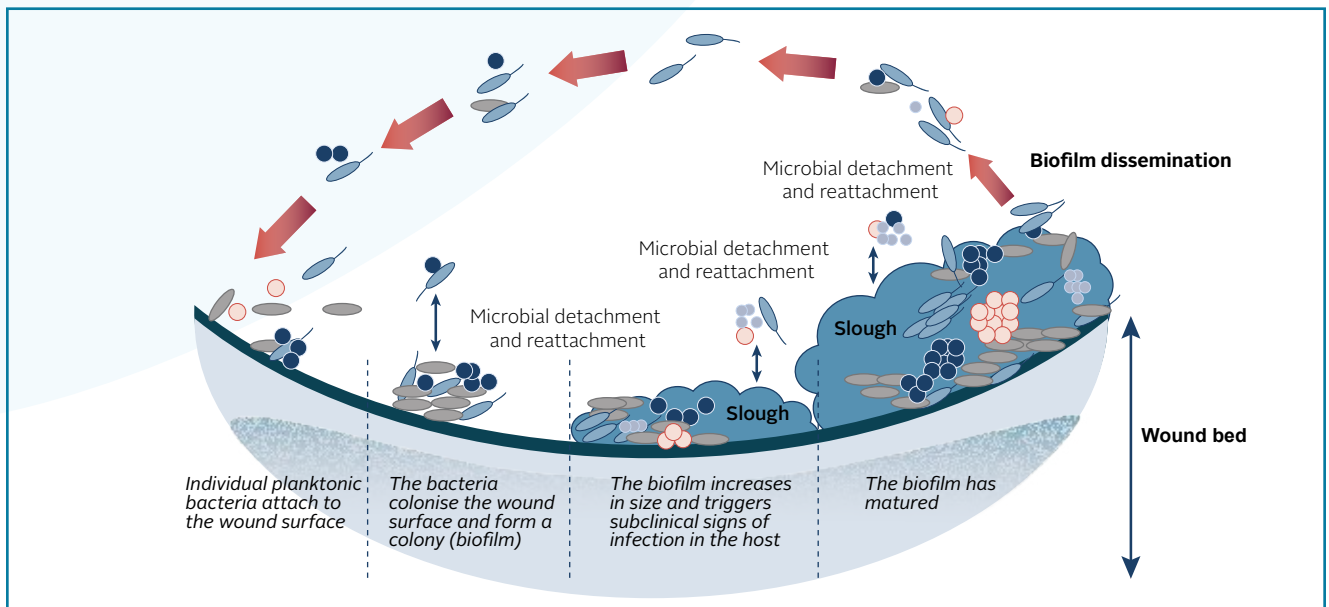 Biofilm dissemination
Microbial detachment
and reattachment
Microbial detachment
and reattachment
Microbial detachment
and reattachment
Slough
Slough
Wound bed
Individual planktonic
bacteria attach to
the wound surface
The bacteria
colonise the wound
surface and form a
colony (biofilm)
The biofilm increases
in size and triggers
subclinical signs of
infection in the host
The biofilm has
matured